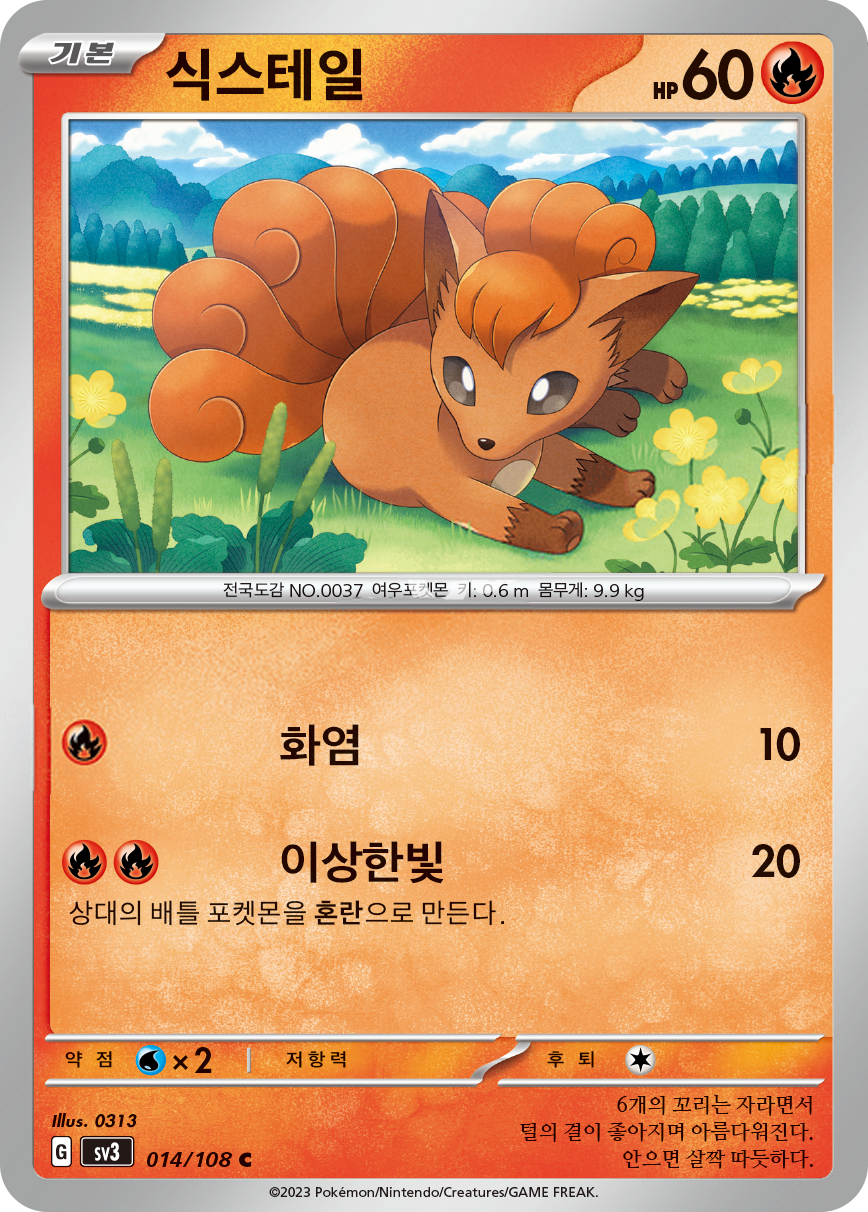 기본 식스테일 HP 60
전국도감 NO.0037 여우포켓몬 키: 0.6 m 몸무게: 9.9 kg
화염 10
이상한빛 20
상대의 배틀 포켓몬을 혼란으로 만든다.
약점 ×2 저항력 후퇴
Illus. 0313
G sv3 014/108 C
6개의 꼬리는 자라면서
털의 결이 좋아지며 아름다워진다.
안으면 살짝 따듯하다.
©2023 Pokémon/Nintendo/Creatures/GAME FREAK.